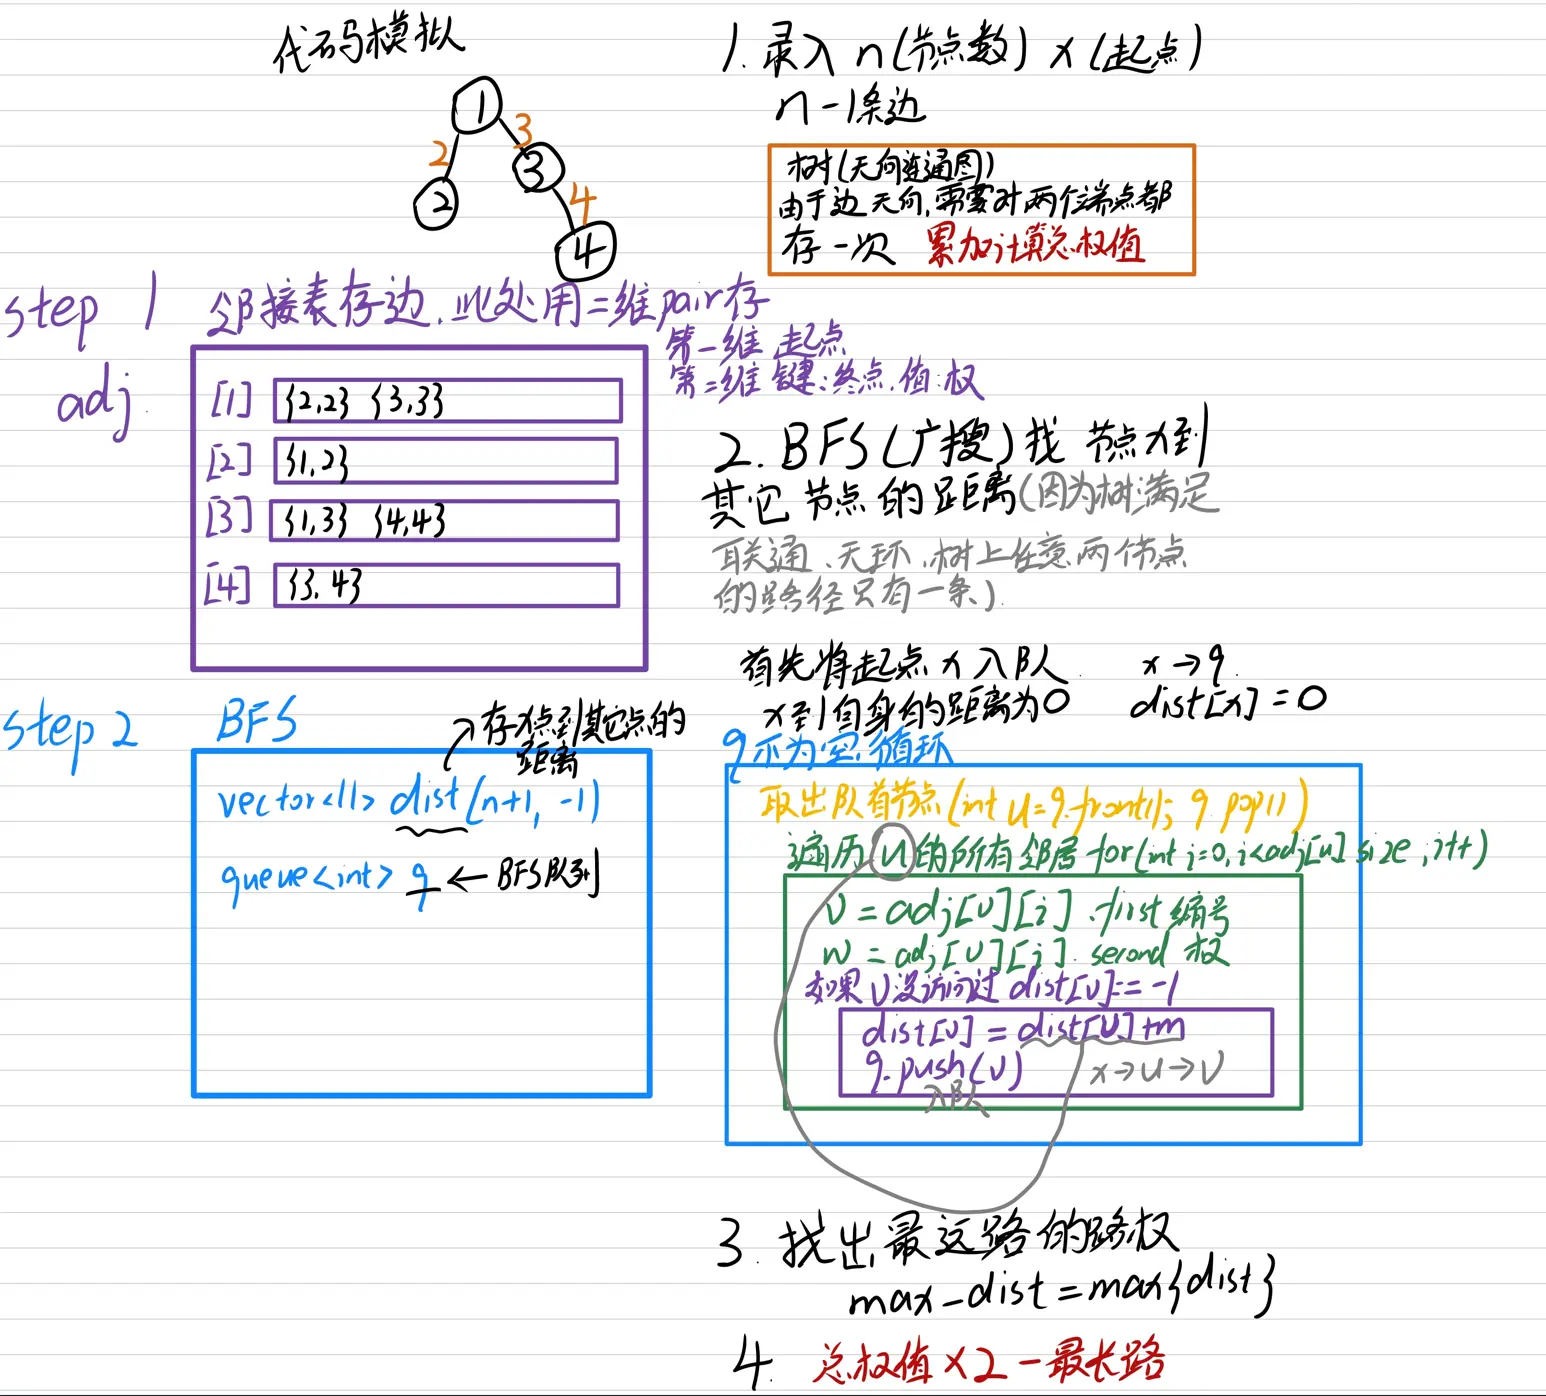 代码模拟
1
2
3
2
3
4
4
1. 录入 n(节点数) x(起点)
n-1条边
树(无向连通图)
由于边无向,需要对两个端点都
存一次 累加计算总权值
step 1 邻接表存边,此处用二维pair存
第一维 起点
第二维 键:终点,值:权
adj.
[1] {2,2} {3,3}
[2] {1,2}
[3] {1,3} {4,4}
[4] {3,4}
2. BFS(广搜)找 节点x到
其它节点的距离(因为树满足
联通、无环,树上任意两个节点
的路径只有一条).
首先将起点x入队 x→q.
x到自身的距离为0 dist[x]=0
step 2 BFS
存x点到其它点的
距离
vector<ll> dist(n+1, -1)
queue<int> q ← BFS队列
q不为空,循环
取出队首节点(int u=q.front(); q.pop())
遍历u的所有邻居 for(int i=0,i<adj[u].size,i++)
v=adj[u][i].first 编号
w=adj[u][i].second 权
如果v没访问过 dist[v]==-1
dist[v]=dist[u]+m
q.push(v) x→u→v
入队
3. 找出最远路的路权
max-dist=max{dist}
4. 总权值×2-最长路